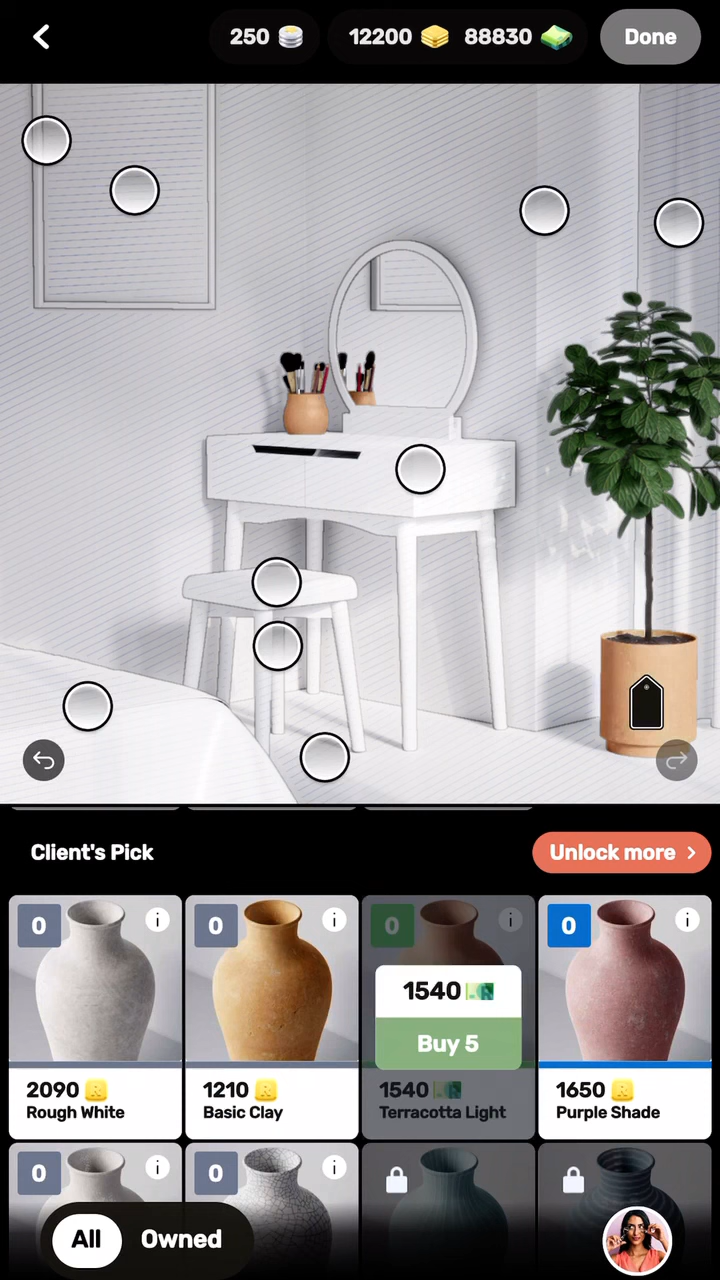 250
12200
88830
Done
Client's Pick
Unlock more
0
i
0
i
0
i
0
i
1540
Buy 5
2090
Rough White
1210
Basic Clay
1540
Terracotta Light
1650
Purple Shade
0
i
0
i
All
Owned